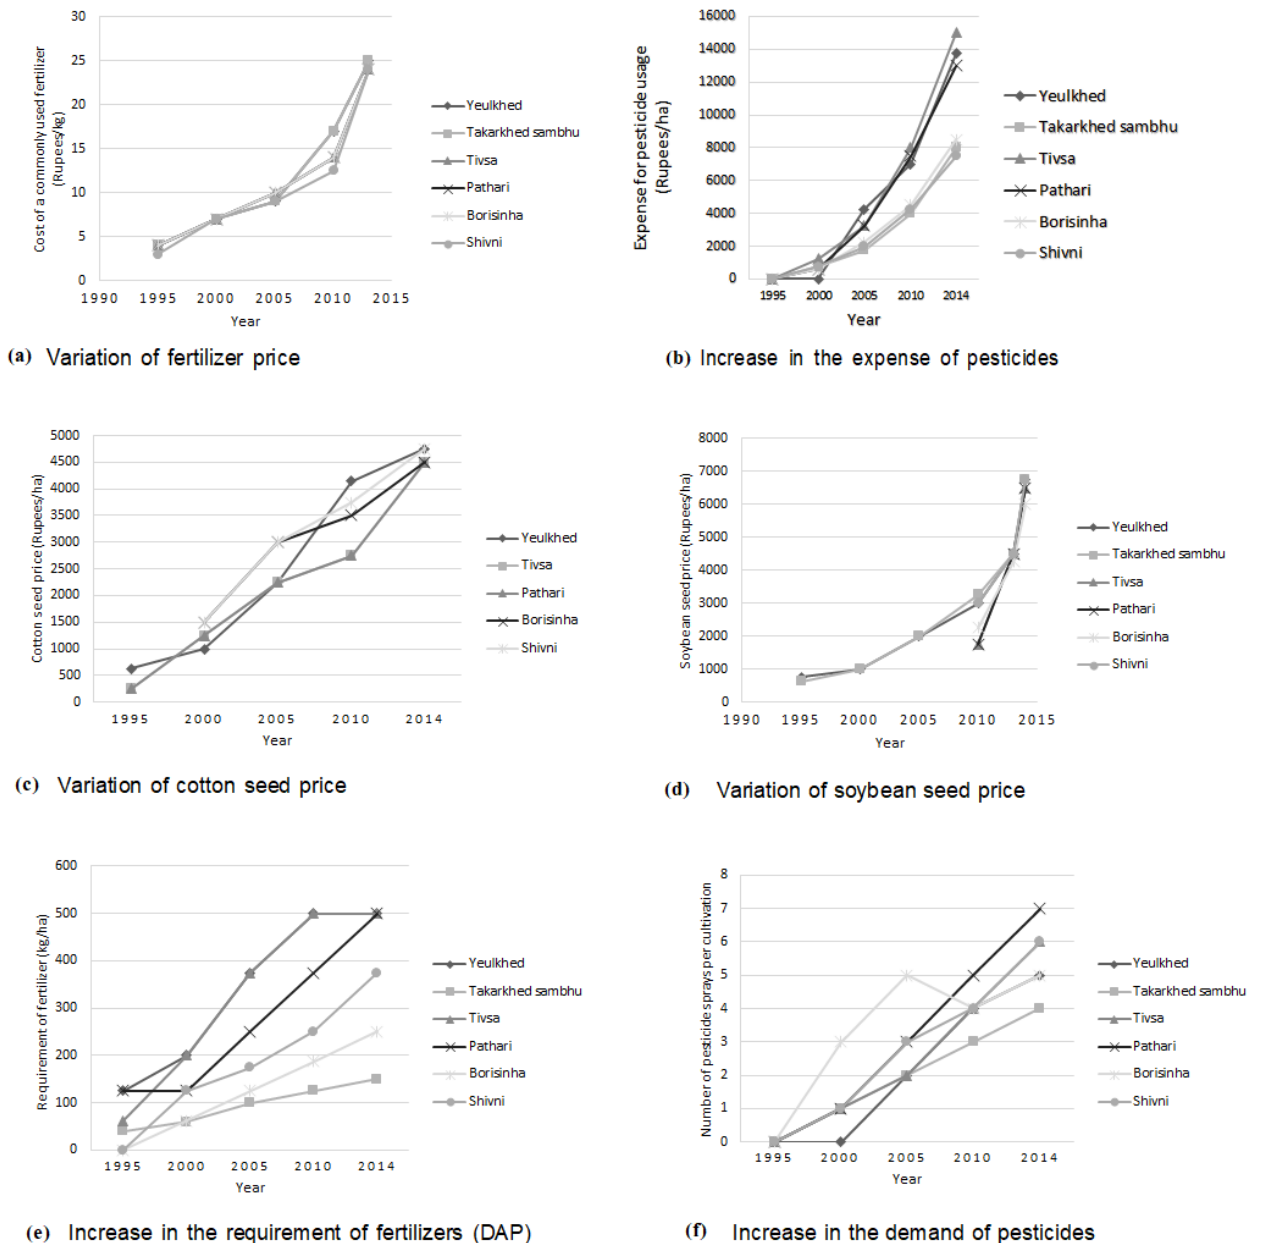 30
25
20
15
10
5
0
1990
1995
2000
2005
2010
2015
Year
Cost of a commonly used fertilizer
(Rupees/kg)
Yeulkhed
Takarkhed sambhu
Tivsa
Pathari
Borisinha
Shivni
(a) Variation of fertilizer price
16000
14000
12000
10000
8000
6000
4000
2000
0
1995
2000
2005
2010
2014
Year
Expense for pesticide usage
(Rupees/ha)
Yeulkhed
Takarkhed sambhu
Tivsa
Pathari
Borisinha
Shivni
(b) Increase in the expense of pesticides
5000
4500
4000
3500
3000
2500
2000
1500
1000
500
0
1995
2000
2005
2010
2014
Year
Cotton seed price (Rupees/ha)
Yeulkhed
Tivsa
Pathari
Borisinha
Shivni
(c) Variation of cotton seed price
8000
7000
6000
5000
4000
3000
2000
1000
0
1990
1995
2000
2005
2010
2015
Year
Soybean seed price (Rupees/ha)
Yeulkhed
Takarkhed sambhu
Tivsa
Pathari
Borisinha
Shivni
(d) Variation of soybean seed price
600
500
400
300
200
100
0
1995
2000
2005
2010
2014
Year
Requirement of fertilizer (kg/ha)
Yeulkhed
Takarkhed sambhu
Tivsa
Pathari
Borisinha
Shivni
(e) Increase in the requirement of fertilizers (DAP)
8
7
6
5
4
3
2
1
0
1995
2000
2005
2010
2014
Year
Number of pesticide sprays per cultivation
Yeulkhed
Takarkhed sambhu
Tivsa
Pathari
Borisinha
Shivni
(f) Increase in the demand of pesticides